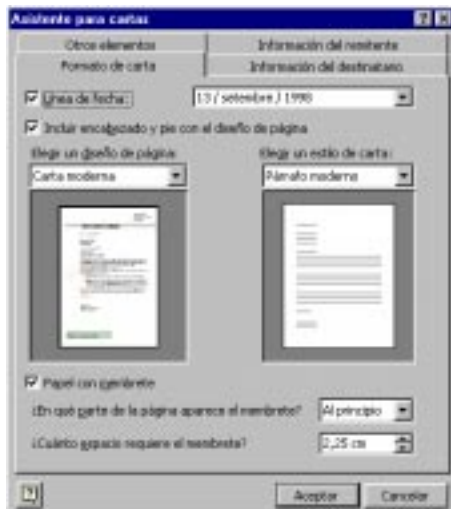 Asistente para cartas
Otros elementos Información del remitente
Formato de carta Información del destinatario
Línea de fecha: 13 / setembre / 1998
Incluir encabezado y pie con el diseño de página
Elegir un diseño de página: Elegir un estilo de carta:
Carta moderna Párrafo moderno
Papel con membrete
¿En qué parte de la página aparece el membrete? Al principio
¿Cuánto espacio requiere el membrete? 2,25 cm
Aceptar Cancelar